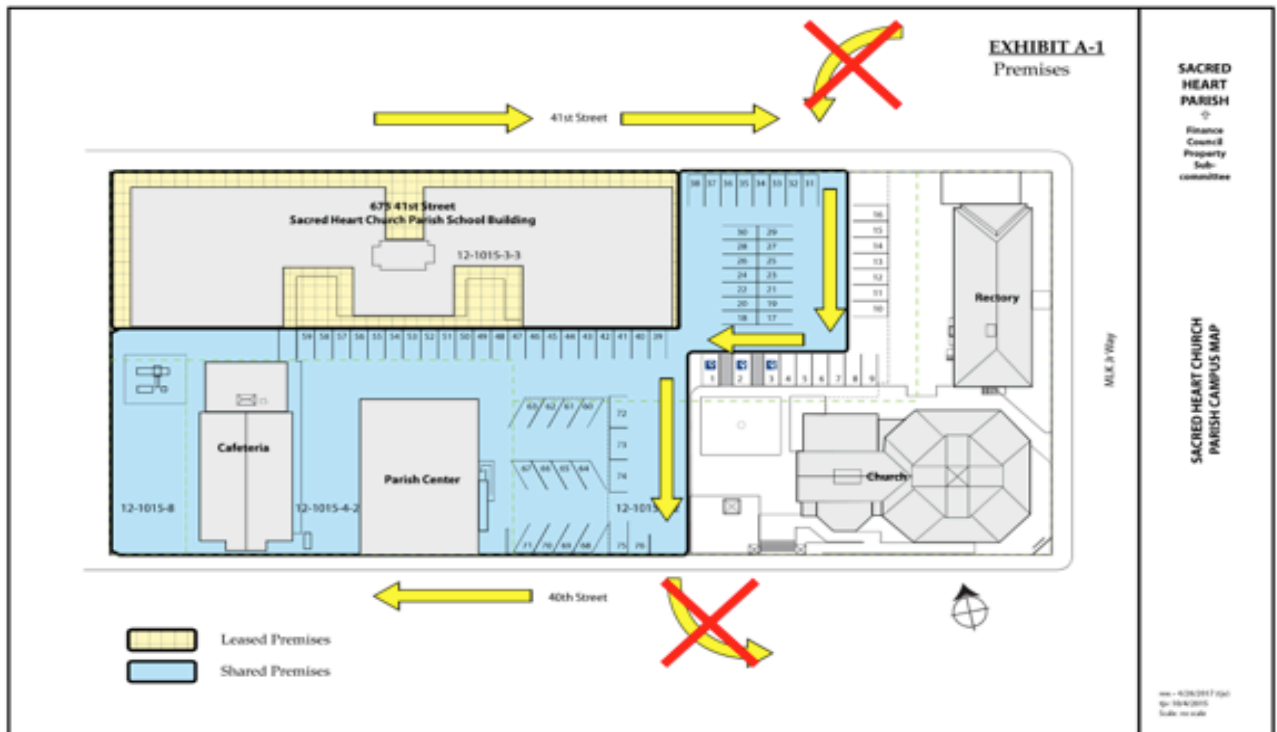 EXHIBIT A-1
Premises
SACRED
HEART
PARISH
Finance
Council
Property
Sub-
committee
41st Street
675 41st Street
Sacred Heart Church Parish School Building
12-1015-3-3
38 37 36 35 34 33 32 31
30 29
28 27
26 25
24 23
22 21
20 19
18 17
16
15
14
13
12
11
10
Rectory
MLK Jr Way
SACRED HEART CHURCH
PARISH CAMPUS MAP
59 58 57 56 55 54 53 52 51 50 49 48 47 46 45 44 43 42 41 40 39
1 2 3 4 5 6 7 8 9
63 62 61 60
72
73
74
67 66 65 64
Cafeteria
Parish Center
Church
12-1015-8
12-1015-4-2
12-1015
71 70 69 68
75 76
40th Street
Leased Premises
Shared Premises
Scale: no scale